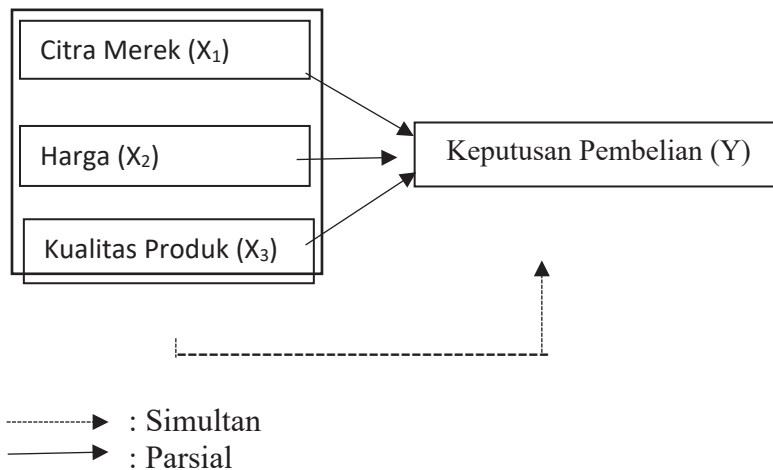 Citra Merek (X₁)
Harga (X₂)
Keputusan Pembelian (Y)
Kualitas Produk (X₃)
: Simultan
: Parsial